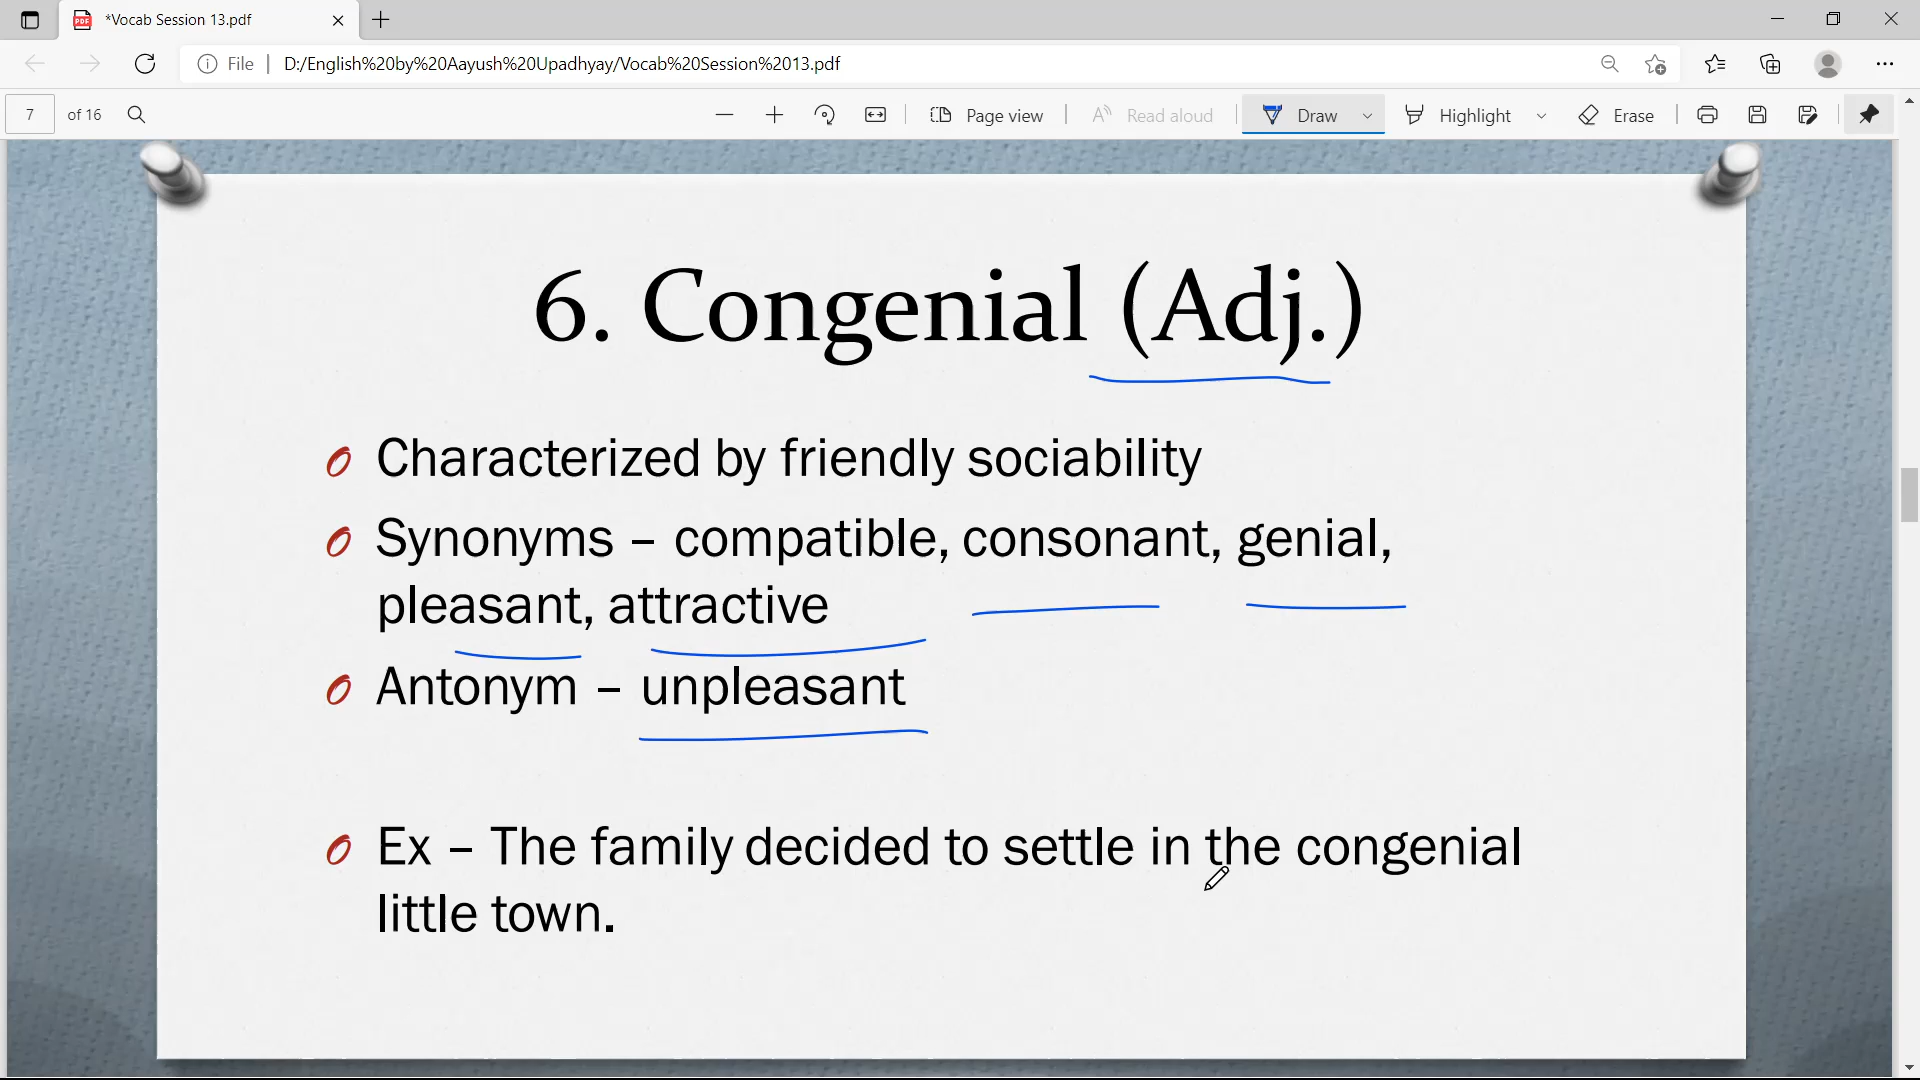 *Vocab Session 13.pdf
File D:/English%20by%20Aayush%20Upadhyay/Vocab%20Session%2013.pdf
7 of 16 Page view Read aloud Draw Highlight Erase
6. Congenial (Adj.)
Characterized by friendly sociability
Synonyms – compatible, consonant, genial,
pleasant, attractive
Antonym – unpleasant
Ex – The family decided to settle in the congenial
little town.